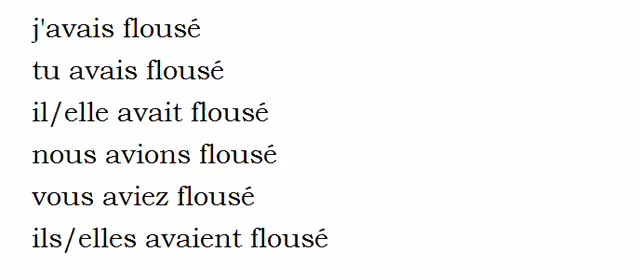 j'avais flousé
tu avais flousé
il/elle avait flousé
nous avions flousé
vous aviez flousé
ils/elles avaient flousé